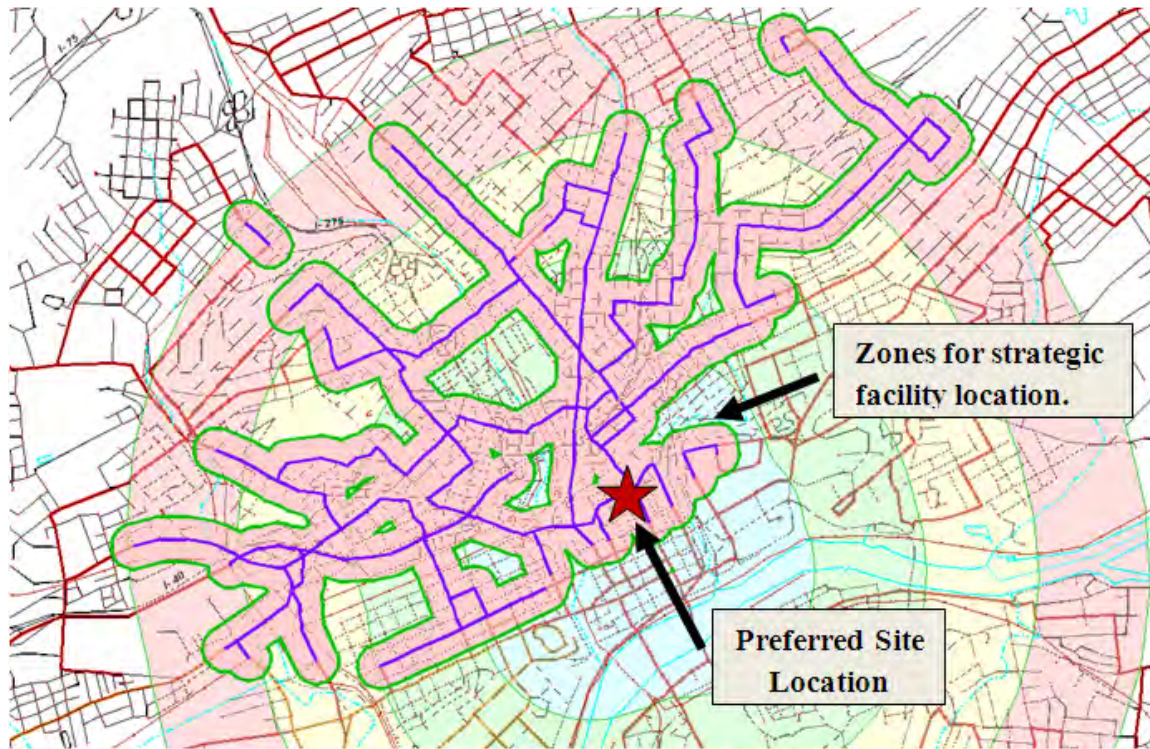 I-75
I-275
Zones for strategic
facility location.
I-40
Preferred Site
Location